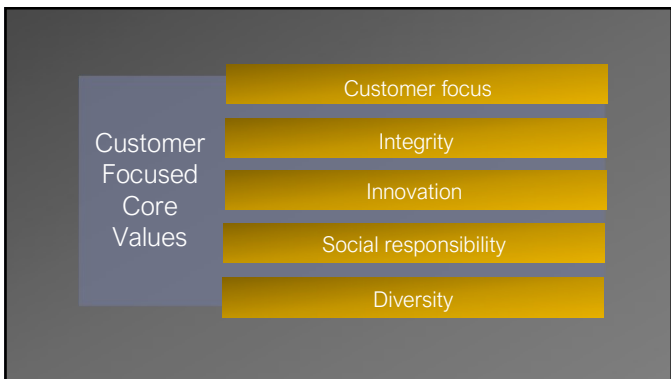 Customer
Focused
Core
Values
Customer focus
Integrity
Innovation
Social responsibility
Diversity